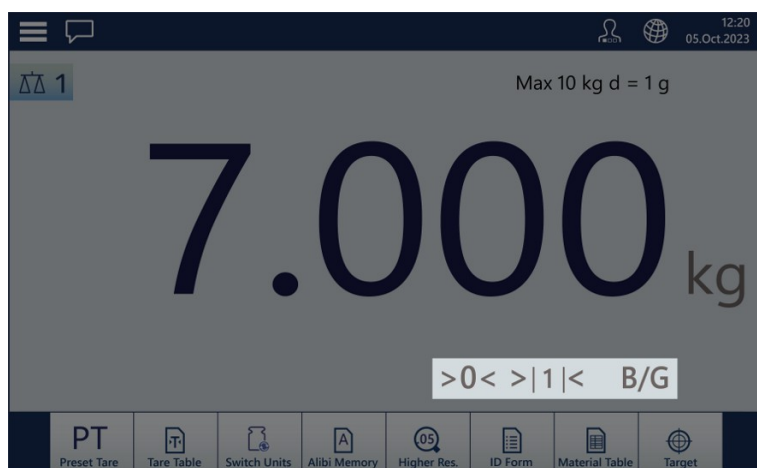 12:20
05.Oct.2023
1
Max 10 kg d = 1 g
7.000 kg
>0< >|1|< B/G
PT
Preset Tare
T
Tare Table
Switch Units
A
Alibi Memory
.05
Higher Res.
ID Form
Material Table
Target